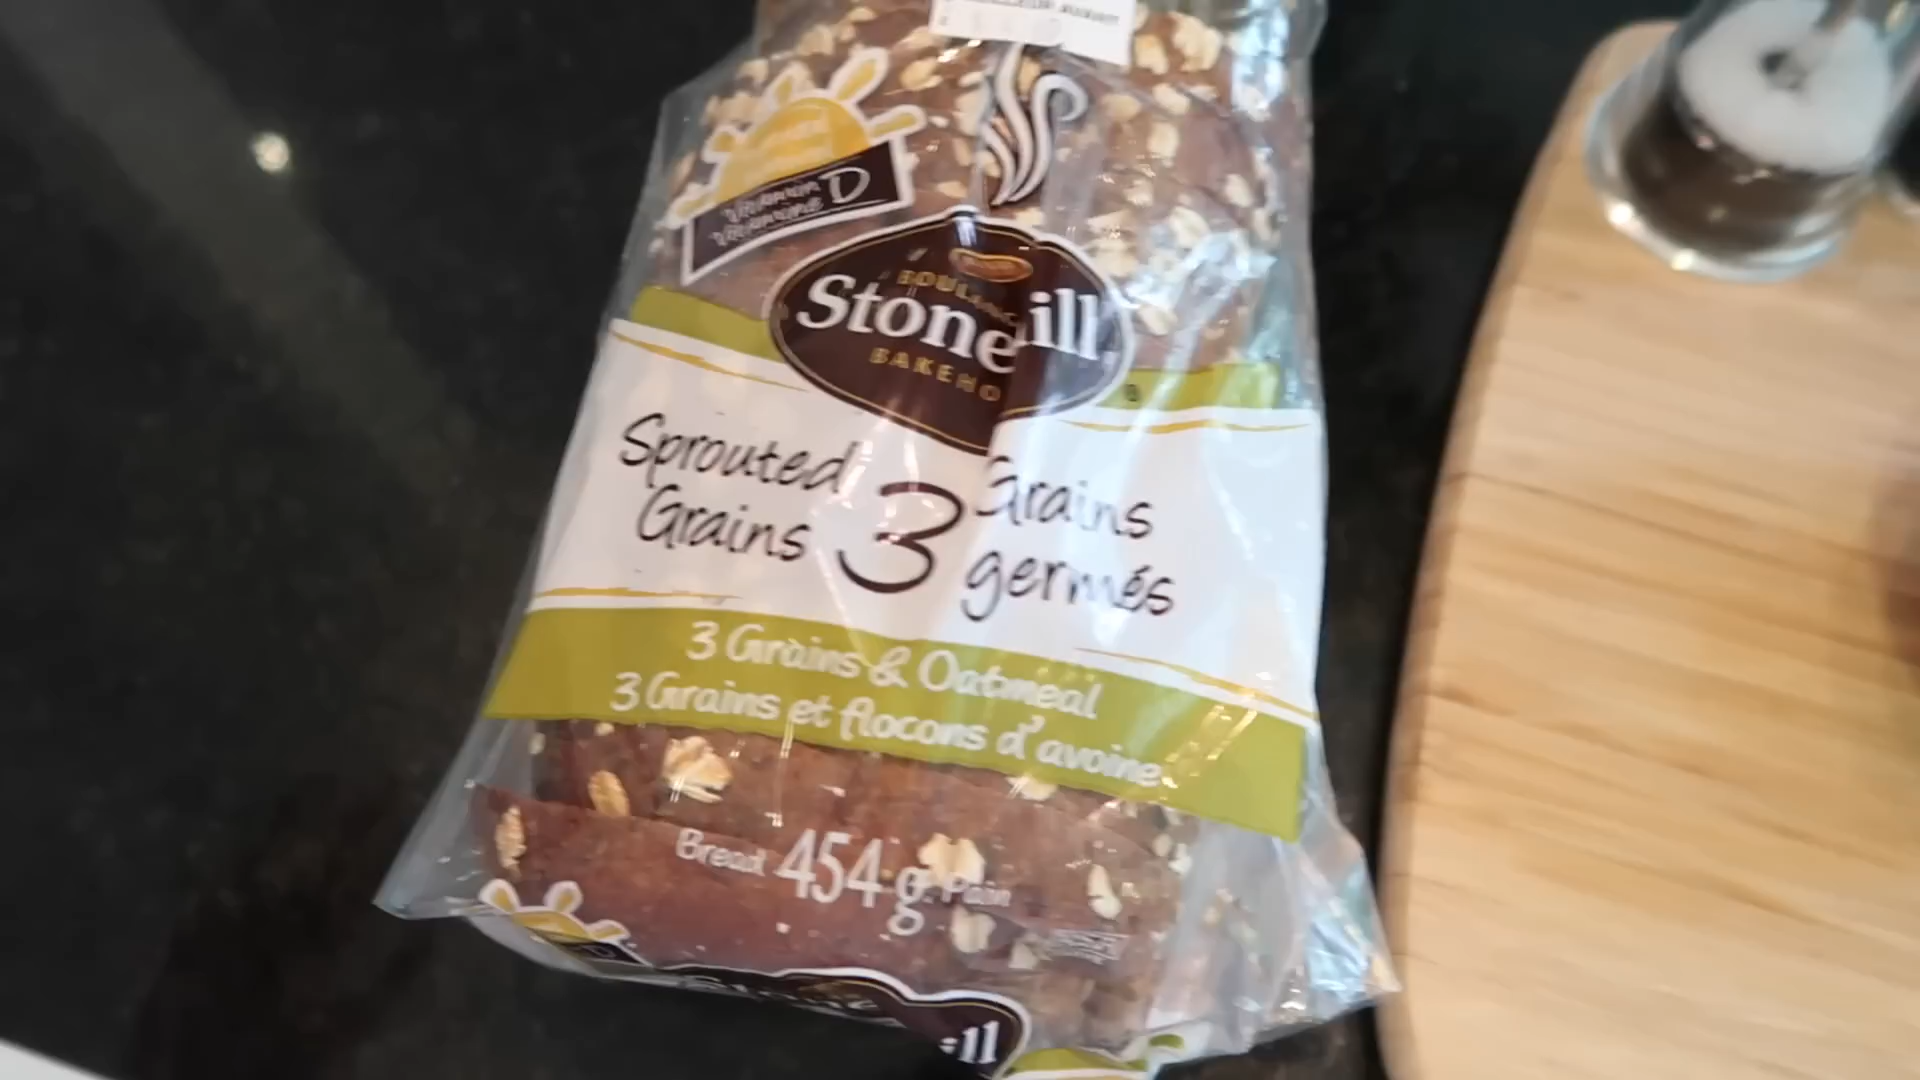 Vitamin D
Vitamine
Stone ill
BAKEHO
Sprouted
Grains
3
Grains
germés
3 Grains & Oatmeal
3 Grains et flocons d'avoine
Bread 454 g Pain
ill